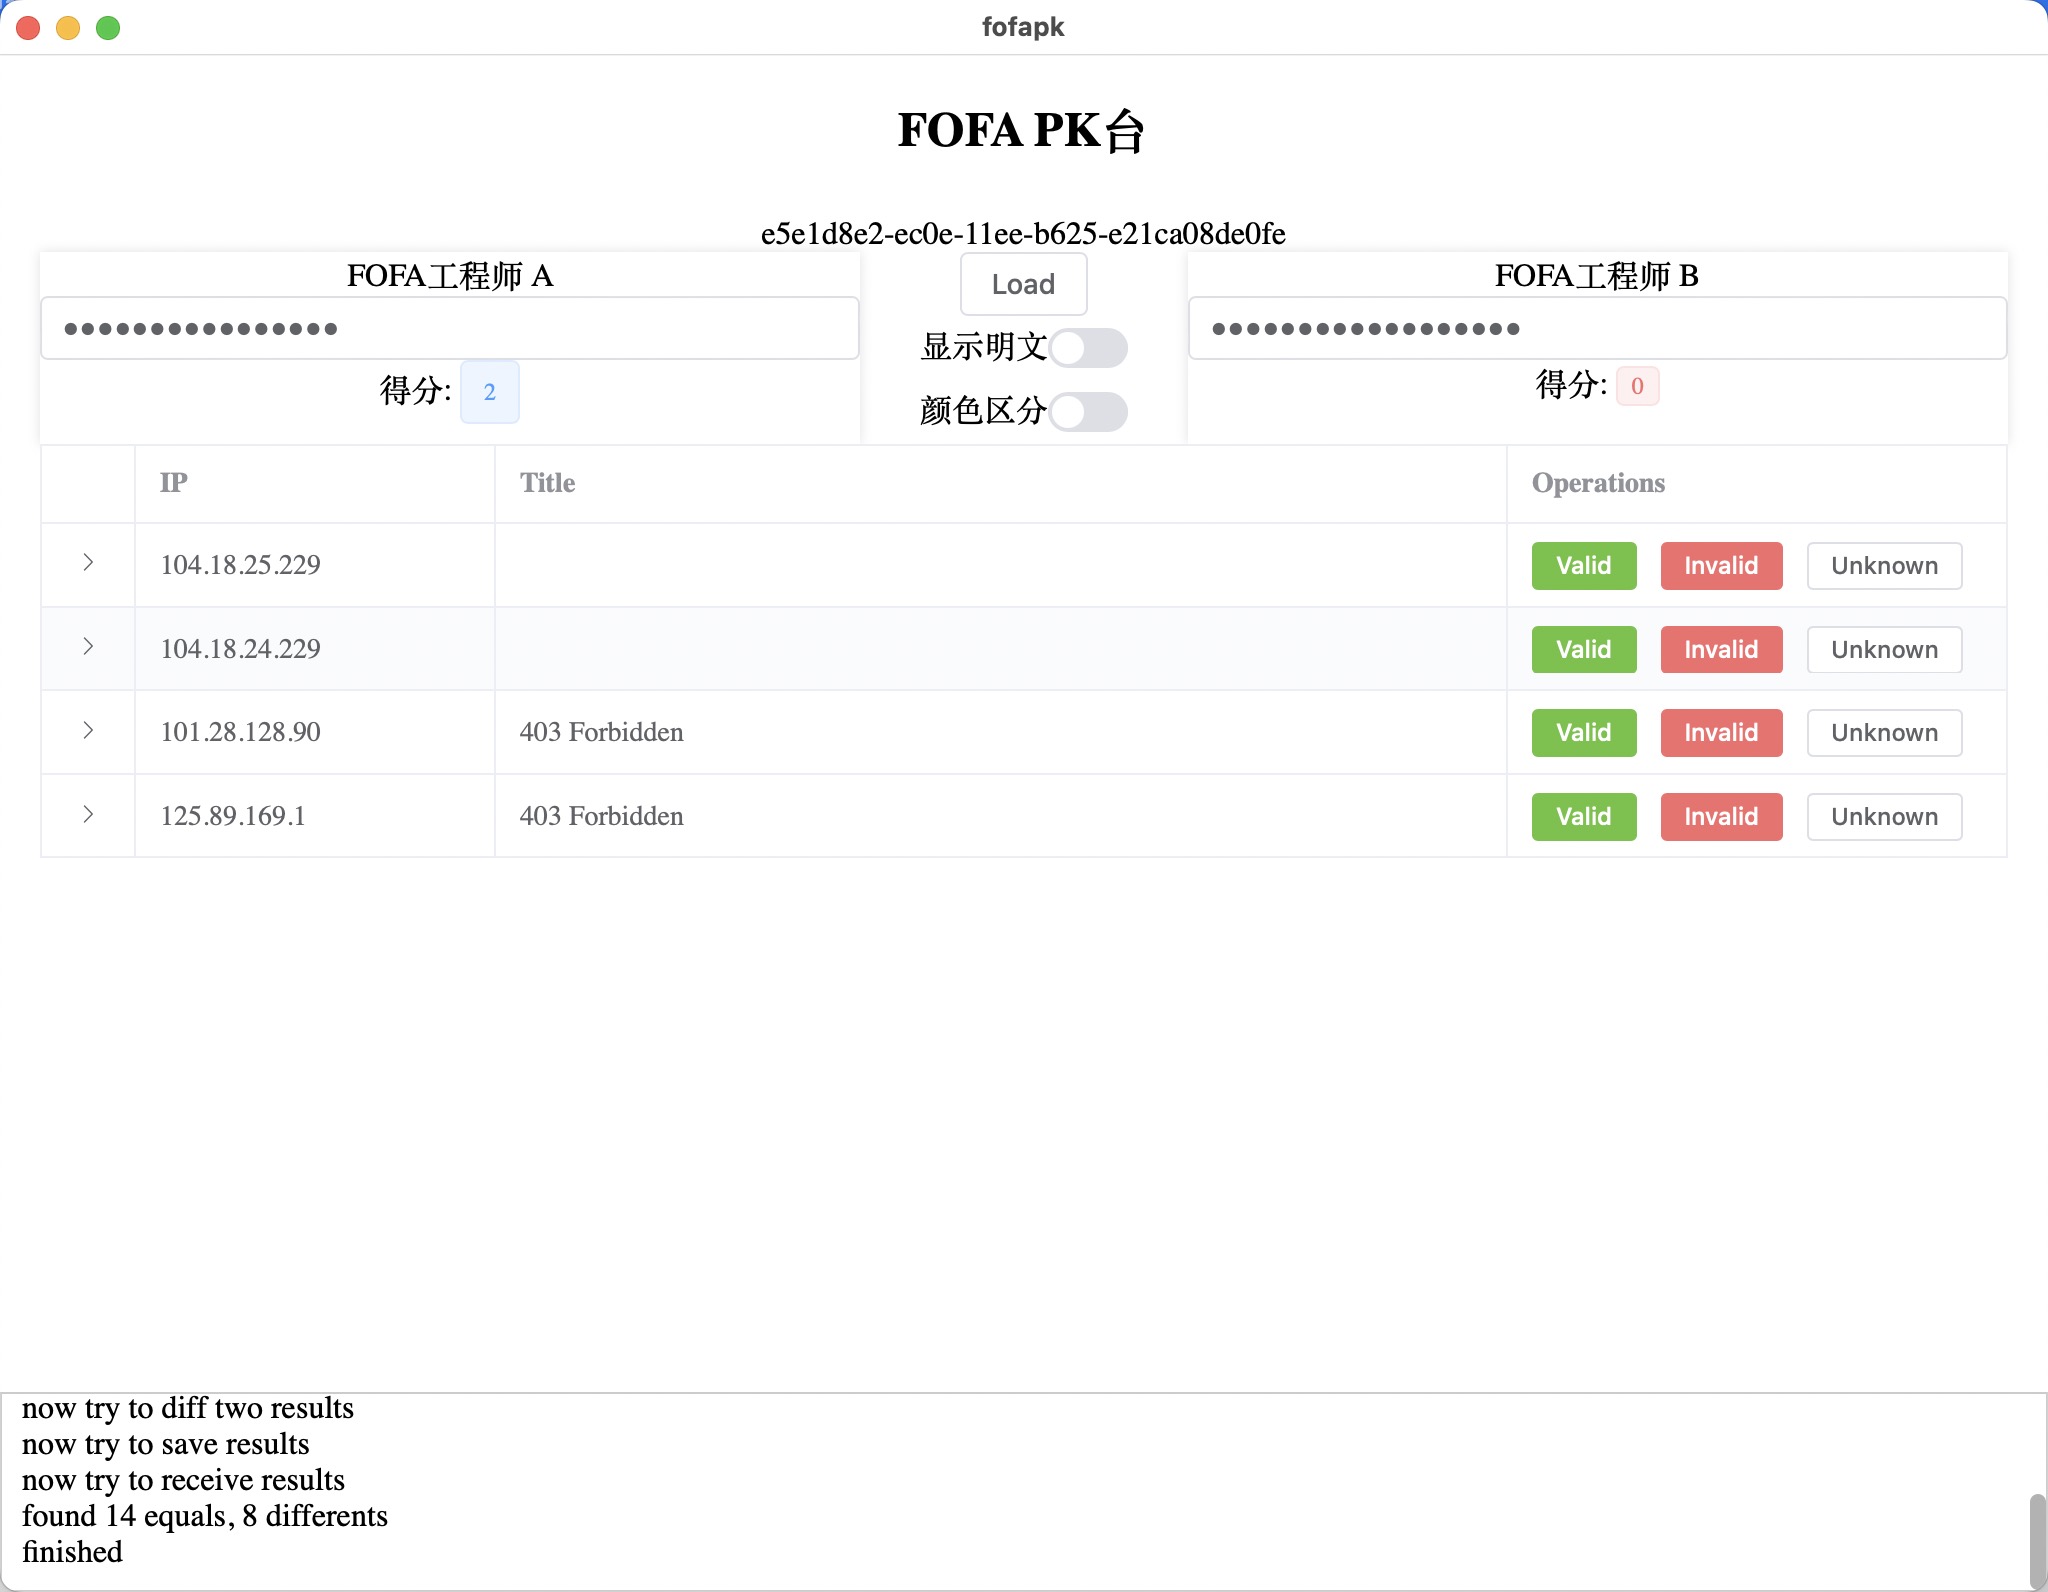 fofapk
FOFA PK台
e5e1d8e2-ec0e-11ee-b625-e21ca08de0fe
FOFA工程师 A
Load
FOFA工程师 B
显示明文
得分: 2
得分: 0
颜色区分
IP Title Operations
104.18.25.229 Valid Invalid Unknown
104.18.24.229 Valid Invalid Unknown
101.28.128.90 403 Forbidden Valid Invalid Unknown
125.89.169.1 403 Forbidden Valid Invalid Unknown
now try to diff two results
now try to save results
now try to receive results
found 14 equals, 8 differents
finished